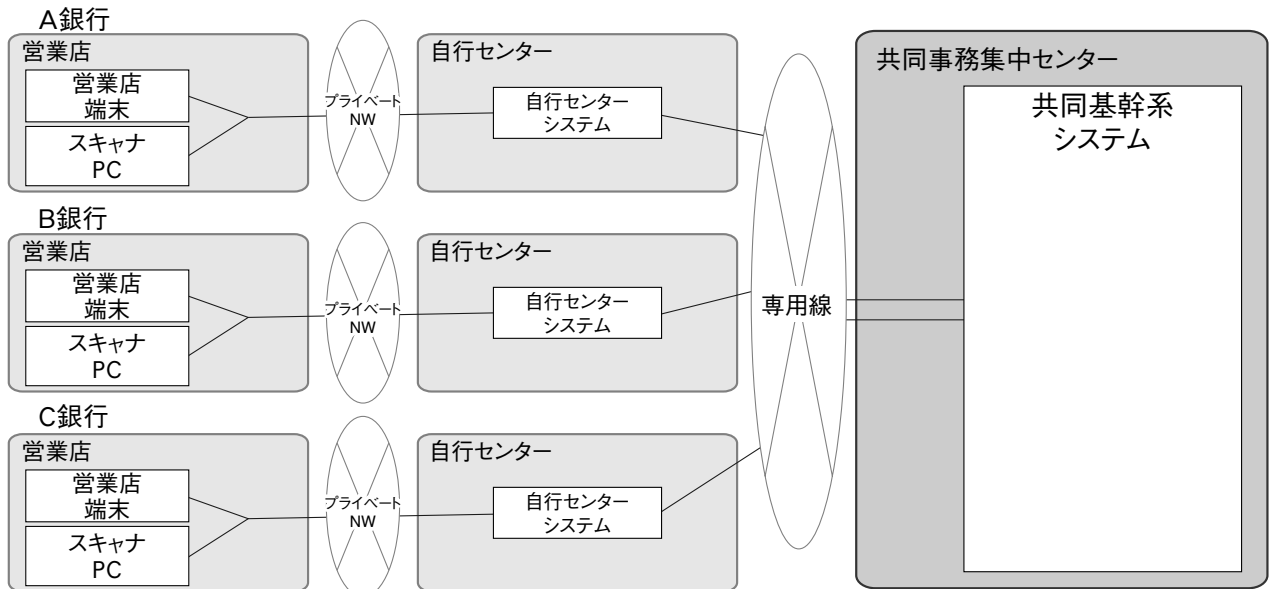 A銀行
営業店
営業店
端末
スキャナ
PC
プライベート
NW
自行センター
自行センター
システム
B銀行
営業店
営業店
端末
スキャナ
PC
プライベート
NW
自行センター
自行センター
システム
C銀行
営業店
営業店
端末
スキャナ
PC
プライベート
NW
自行センター
自行センター
システム
専用線
共同事務集中センター
共同基幹系
システム